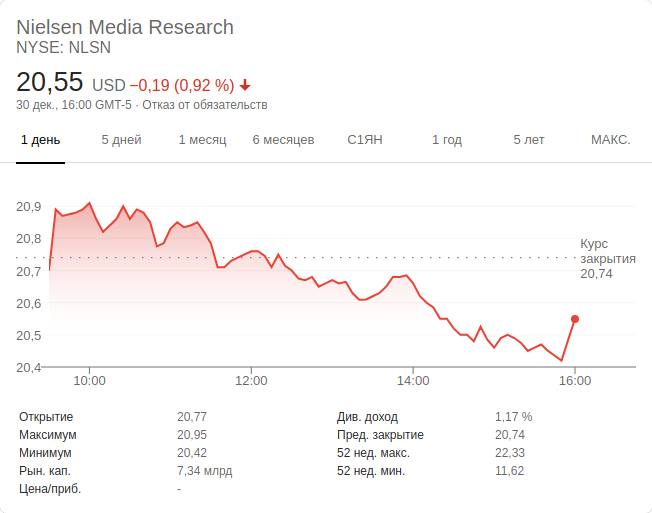 Nielsen Media Research
NYSE: NLSN
20,55 USD −0,19 (0,92 %)
30 дек., 16:00 GMT-5 · Отказ от обязательств
1 день 5 дней 1 месяц 6 месяцев С1ЯН 1 год 5 лет МАКС.
20,9
20,8
20,7
20,6
20,5
20,4
Курс
закрытия
20,74
10:00 12:00 14:00 16:00
Открытие 20,77 Див. доход 1,17 %
Максимум 20,95 Пред. закрытие 20,74
Минимум 20,42 52 нед. макс. 22,33
Рын. кап. 7,34 млрд 52 нед. мин. 11,62
Цена/приб. -